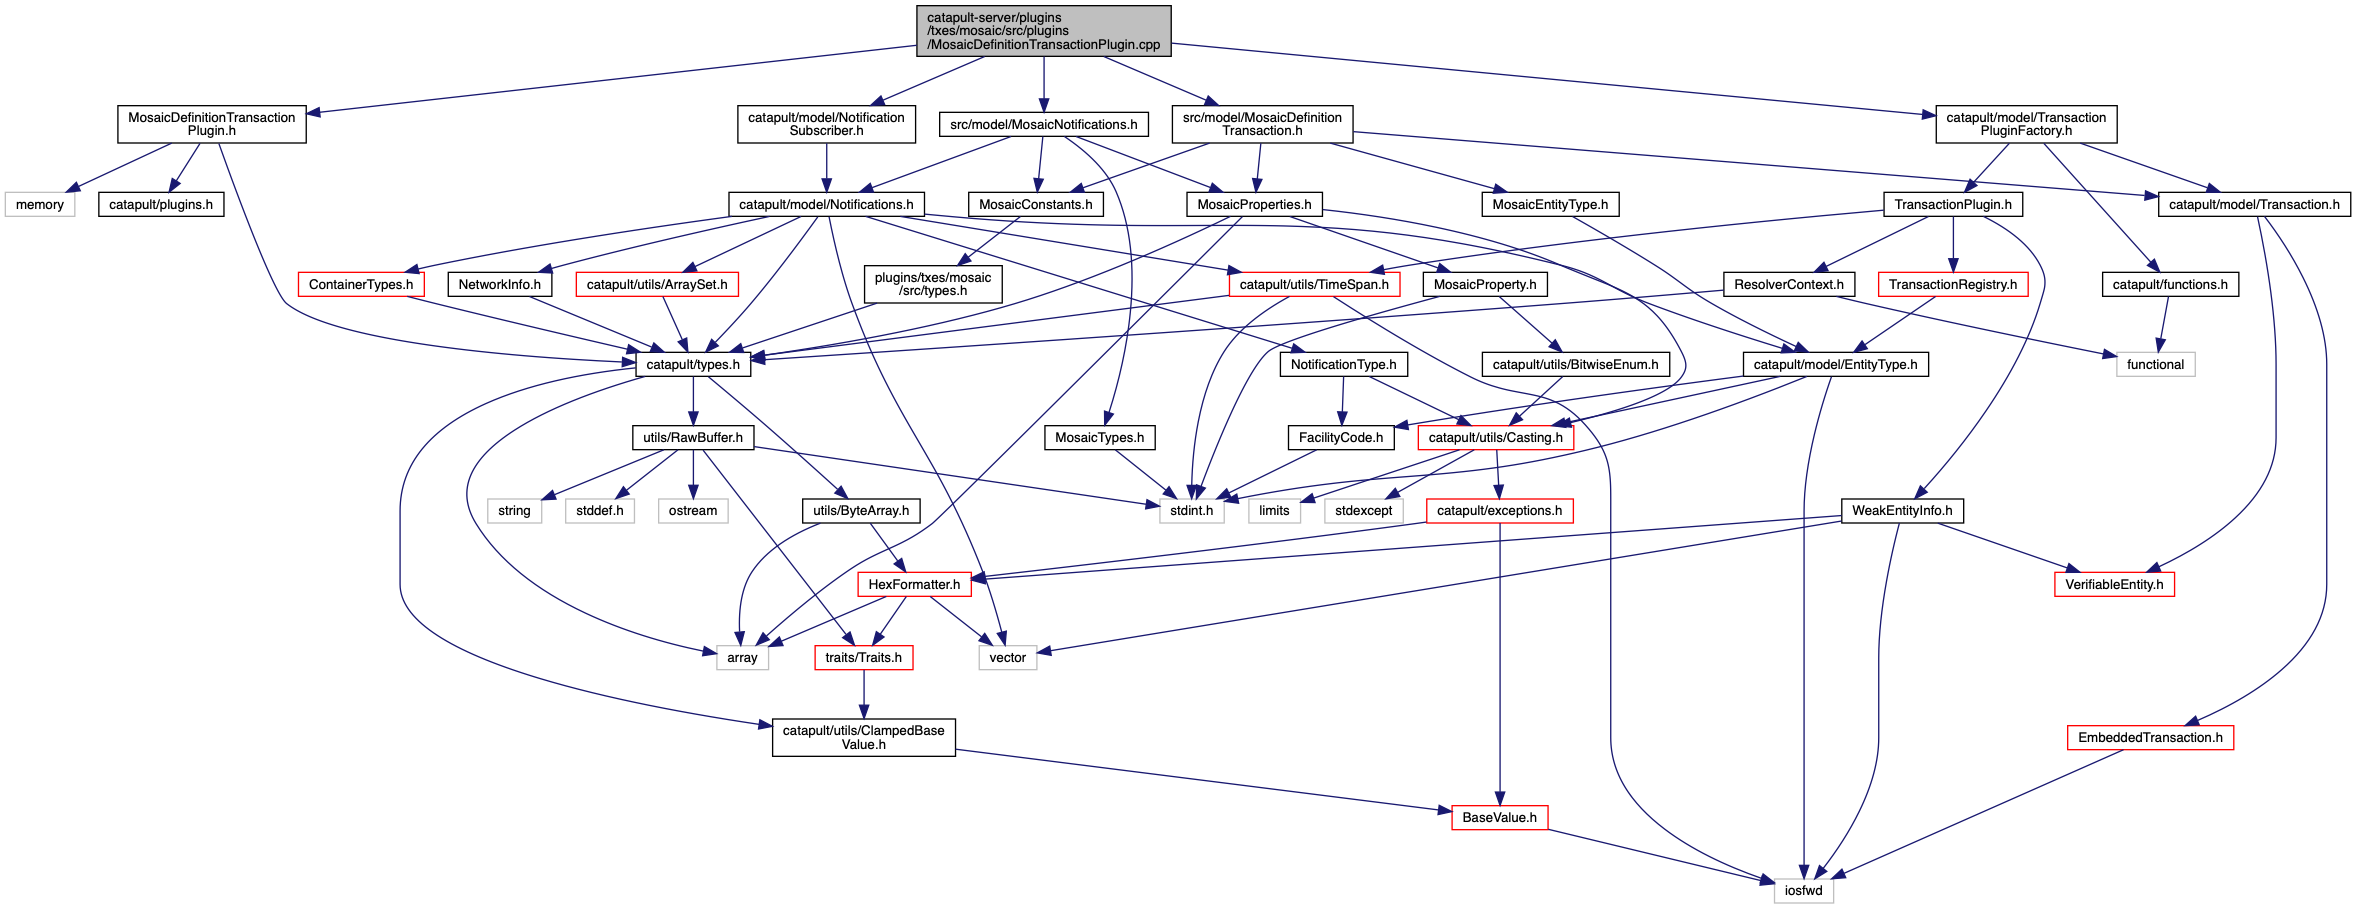 catapult-server/plugins
/txes/mosaic/src/plugins
/MosaicDefinitionTransactionPlugin.cpp
MosaicDefinitionTransaction
Plugin.h
catapult/model/Notification
Subscriber.h
src/model/MosaicNotifications.h
src/model/MosaicDefinition
Transaction.h
catapult/model/Transaction
PluginFactory.h
memory
catapult/plugins.h
catapult/model/Notifications.h
MosaicConstants.h
MosaicProperties.h
MosaicEntityType.h
TransactionPlugin.h
catapult/model/Transaction.h
ContainerTypes.h
NetworkInfo.h
catapult/utils/ArraySet.h
plugins/txes/mosaic
/src/types.h
catapult/utils/TimeSpan.h
MosaicProperty.h
ResolverContext.h
TransactionRegistry.h
catapult/functions.h
catapult/types.h
NotificationType.h
catapult/utils/BitwiseEnum.h
catapult/model/EntityType.h
functional
utils/RawBuffer.h
MosaicTypes.h
FacilityCode.h
catapult/utils/Casting.h
string
stddef.h
ostream
utils/ByteArray.h
stdint.h
limits
stdexcept
catapult/exceptions.h
WeakEntityInfo.h
HexFormatter.h
VerifiableEntity.h
array
traits/Traits.h
vector
catapult/utils/ClampedBase
Value.h
EmbeddedTransaction.h
BaseValue.h
iosfwd